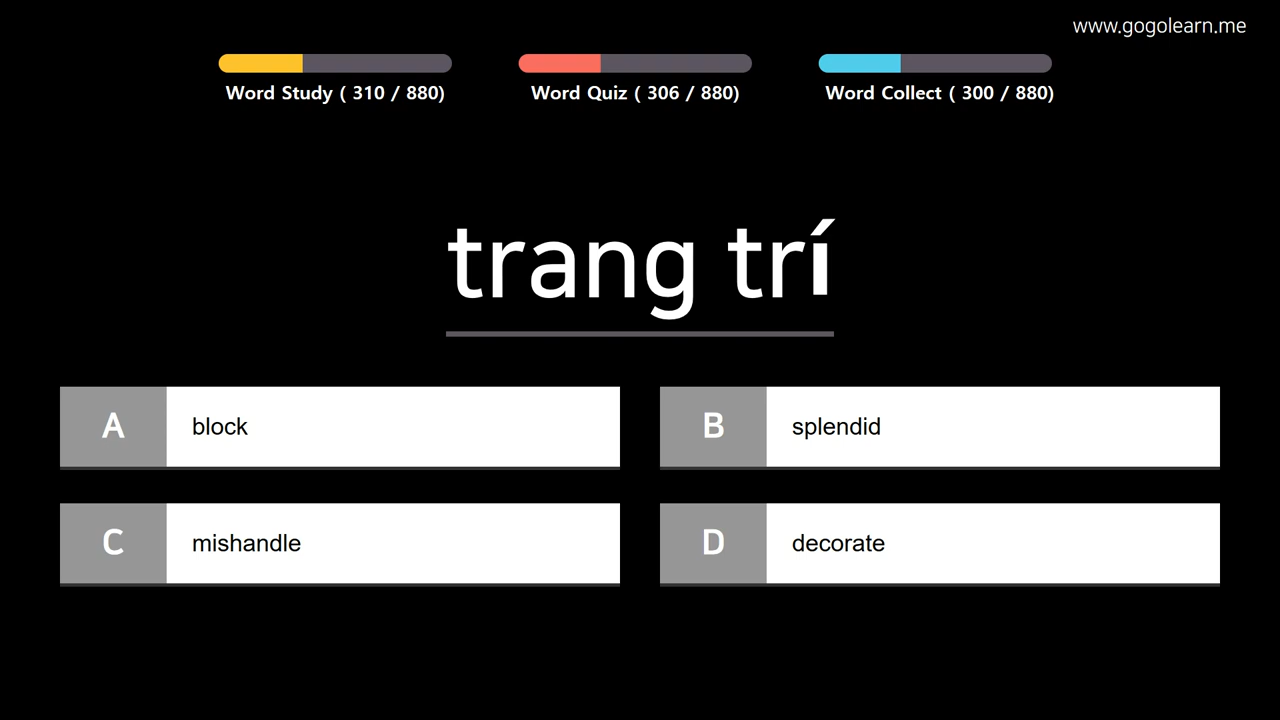 www.gogolearn.me
Word Study ( 310 / 880)
Word Quiz ( 306 / 880)
Word Collect ( 300 / 880)
trang trí
A block
B splendid
C mishandle
D decorate